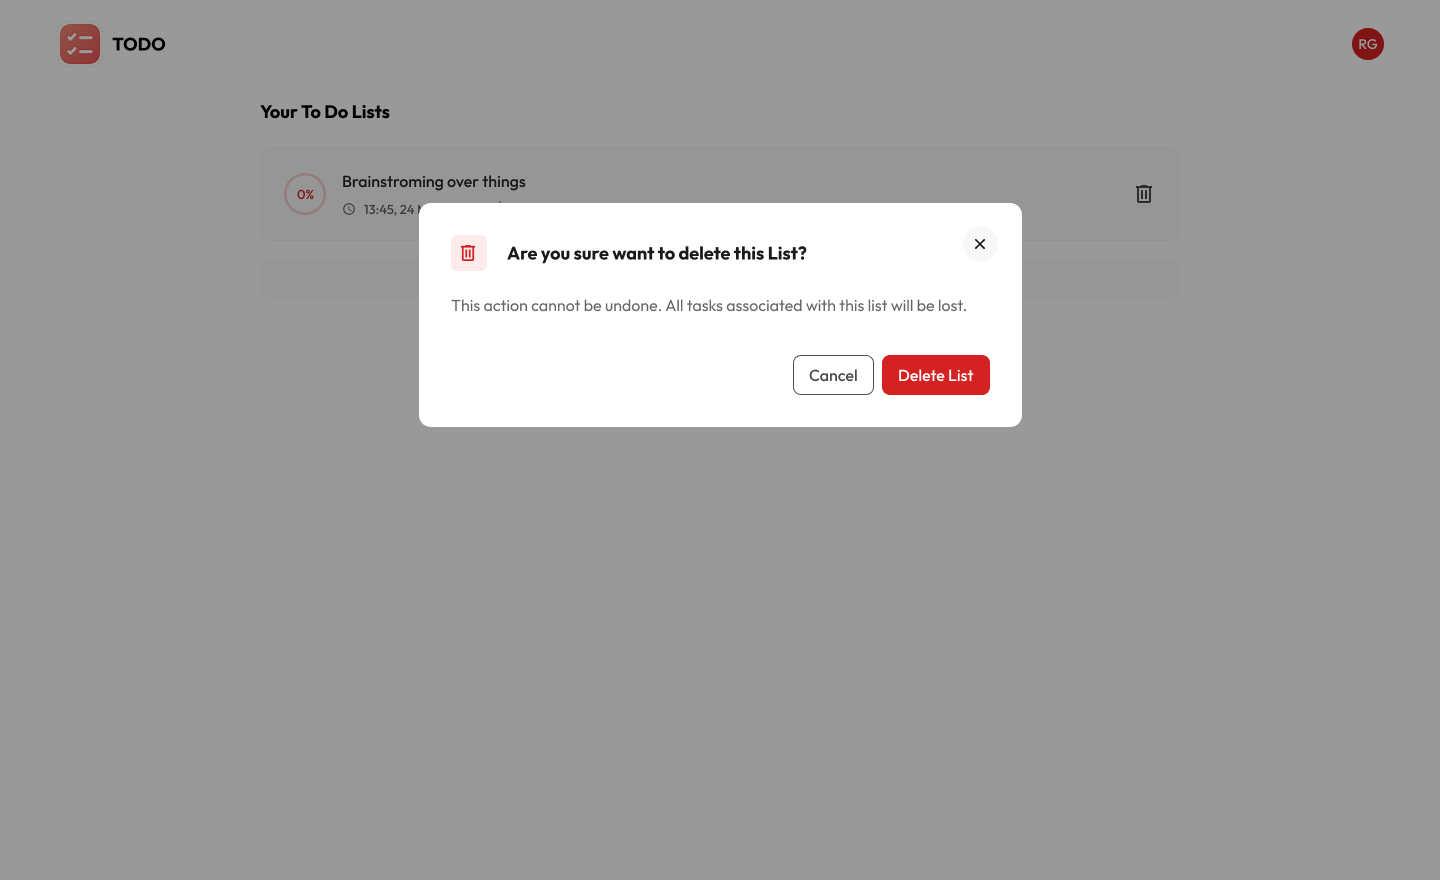 TODO
RG
Your To Do Lists
0%
Brainstroming over things
13:45, 24
Are you sure want to delete this List?
This action cannot be undone. All tasks associated with this list will be lost.
Cancel
Delete List